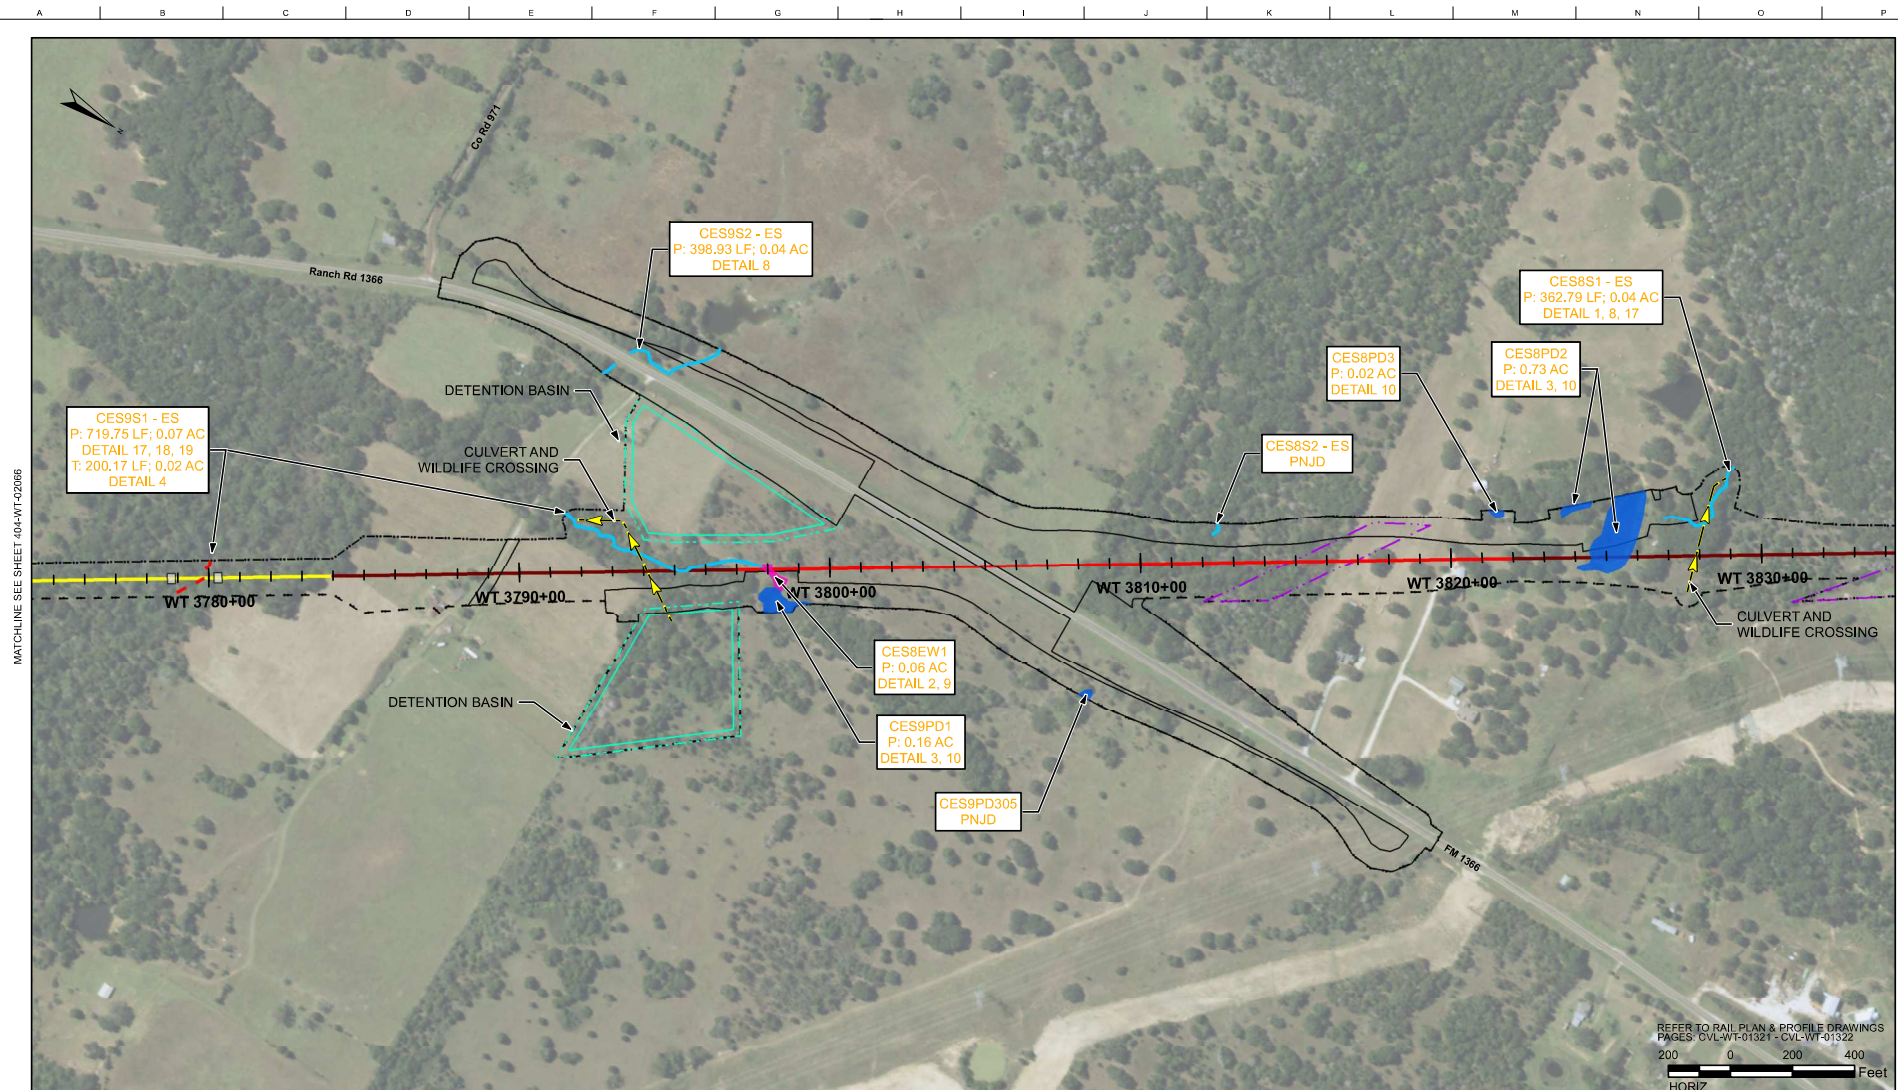 A B C D E F G H I J K L M N O P
N
Co Rd 971
Ranch Rd 1366
CES9S2 - ES
P: 398.93 LF; 0.04 AC
DETAIL 8
CES8S1 - ES
P: 362.79 LF; 0.04 AC
DETAIL 1, 8, 17
CES8PD3
P: 0.02 AC
DETAIL 10
CES8PD2
P: 0.73 AC
DETAIL 3, 10
DETENTION BASIN
CES9S1 - ES
P: 719.75 LF; 0.07 AC
DETAIL 17, 18, 19
T: 200.17 LF; 0.02 AC
DETAIL 4
CULVERT AND
WILDLIFE CROSSING
CES8S2 - ES
PNJD
MATCHLINE SEE SHEET 404-WT-02066
WT 3780+00
WT 3790+00
WT 3800+00
WT 3810+00
WT 3820+00
WT 3830+00
CULVERT AND
WILDLIFE CROSSING
CES8EW1
P: 0.06 AC
DETAIL 2, 9
DETENTION BASIN
CES9PD1
P: 0.16 AC
DETAIL 3, 10
CES9PD305
PNJD
FM 1366
REFER TO RAIL PLAN & PROFILE DRAWINGS
PAGES: CVL-WT-01321 - CVL-WT-01322
200 0 200 400
Feet
HORIZ